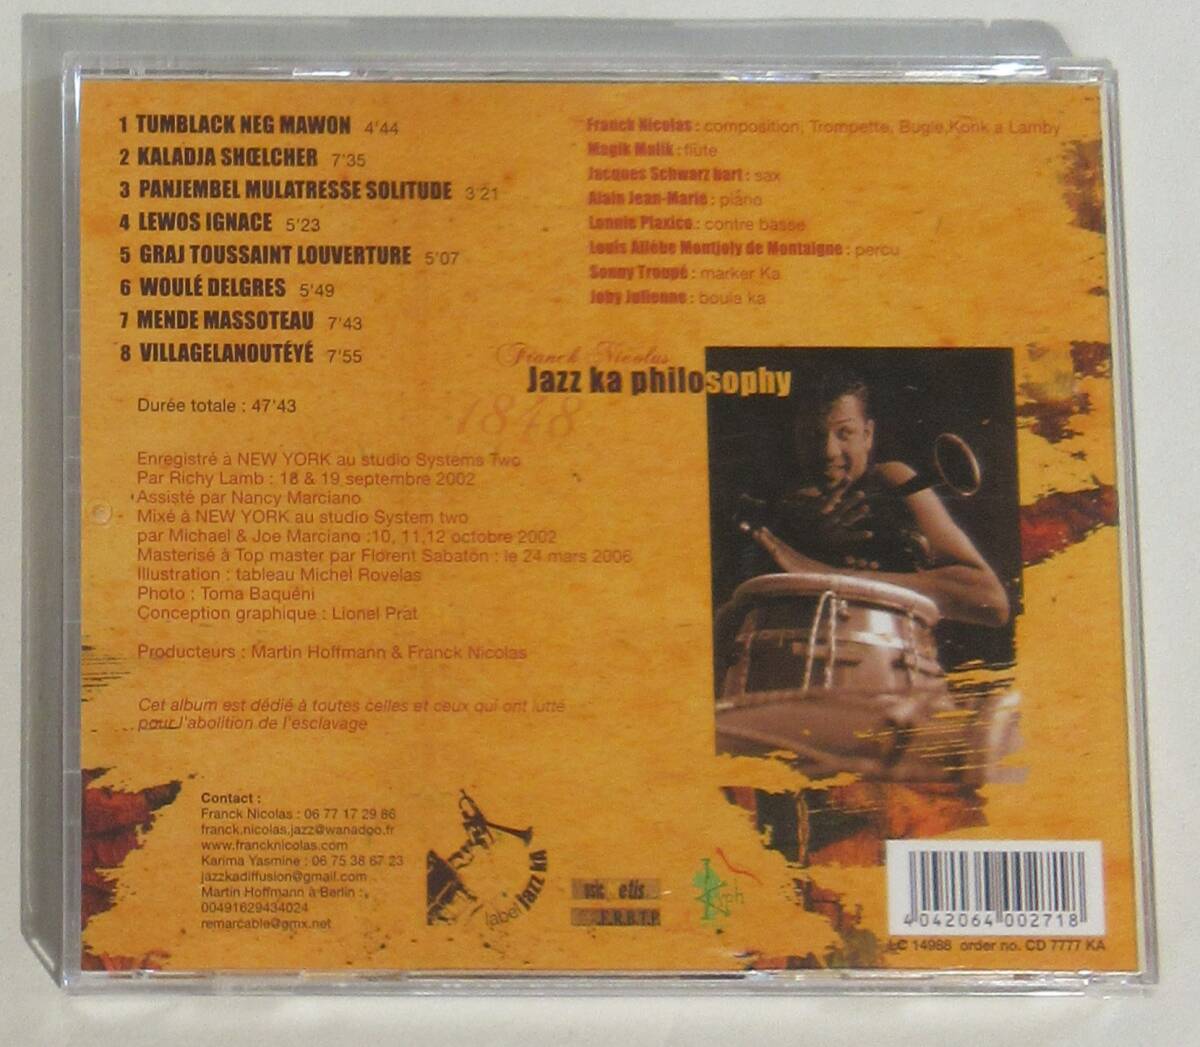 1 TUMBLACK NEG MAWON 4'44
2 KALADJA SHŒLCHER 7'35
3 PANJEMBEL MULATRESSE SOLITUDE 3'21
4 LEWOS IGNACE 5'23
5 GRAJ TOUSSAINT LOUVERTURE 5'07
6 WOULÉ DELGRES 5'49
7 MENDE MASSOTEAU 7'43
8 VILLAGELANOUTÉYÉ 7'55
Durée totale : 47'43
Franck Nicolas : composition, Trompette, Bugle,Konk a Lamby
Magik Malik : flûte
Jacques Schwarz bart : sax
Alain Jean-Marie : piano
Lonnie Plaxico : contre basse
Louis Allèbe Montjoly de Montaigne : percu
Sonny Troupé : marker Ka
Joby Julienne : boula ka
Franck Nicolas
Jazz ka philosophy
1848
Enregistré à NEW YORK au studio Systems Two
Par Richy Lamb : 18 & 19 septembre 2002
Assisté par Nancy Marciano
Mixé à NEW YORK au studio System two
par Michael & Joe Marciano :10, 11,12 octobre 2002
Masterisé à Top master par Florent Sabaton : le 24 mars 2006
Illustration : tableau Michel Rovelas
Photo : Toma Baquéni
Conception graphique : Lionel Prat
Producteurs : Martin Hoffmann & Franck Nicolas
Cet album est dédié à toutes celles et ceux qui ont lutté
pour l'abolition de l'esclavage
Contact :
Franck Nicolas : 06 77 17 29 86
franck.nicolas.jazz@wanadoo.fr
www.francknicolas.com
Karima Yasmine : 06 75 38 67 23
jazzkadiffusion@gmail.com
Martin Hoffmann à Berlin :
00491629434024
remarcable@gmx.net
label Jazz KA
F.R.B.T.P.
4 042064 002718
LC 14988 order no. CD 7777 KA